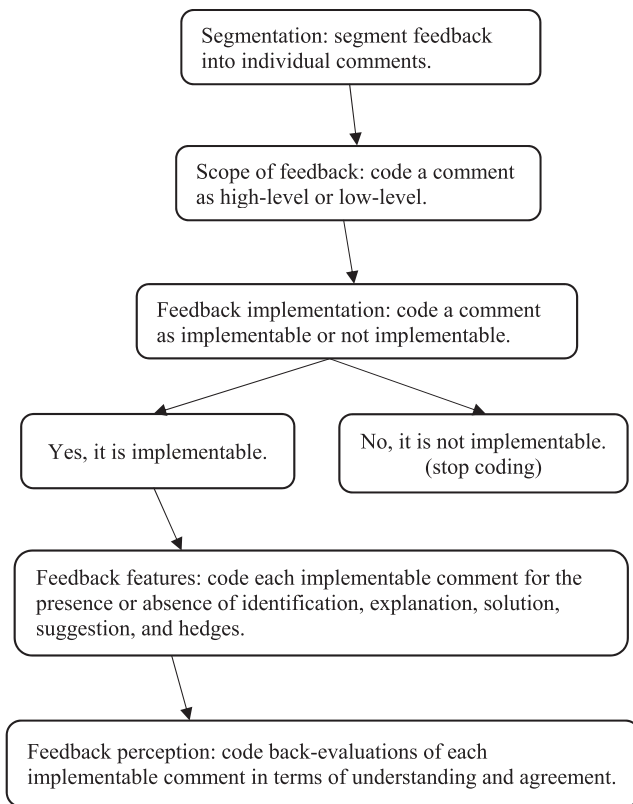 Segmentation: segment feedback
into individual comments.
Scope of feedback: code a comment
as high-level or low-level.
Feedback implementation: code a comment
as implementable or not implementable.
Yes, it is implementable.
No, it is not implementable.
(stop coding)
Feedback features: code each implementable comment for the
presence or absence of identification, explanation, solution,
suggestion, and hedges.
Feedback perception: code back-evaluations of each
implementable comment in terms of understanding and agreement.